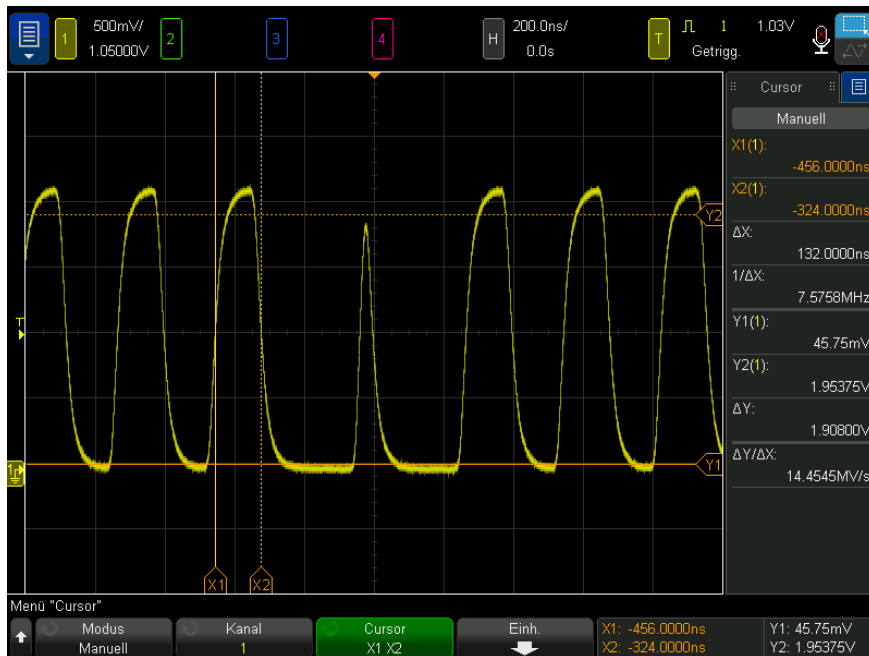 1 500mV/ 2 3 4 H 200.0ns/ T 1 1.03V
1.05000V 0.0s Getrigg.
Cursor
Manuell
X1(1):
-456.0000ns
X2(1):
-324.0000ns
ΔX:
132.0000ns
1/ΔX:
7.5758MHz
Y1(1):
45.75mV
Y2(1):
1.95375V
ΔY:
1.90800V
ΔY/ΔX:
14.4545MV/s
Y2
T
1
Y1
X1 X2
Menü "Cursor"
Modus Kanal Cursor Einh. X1: -456.0000ns Y1: 45.75mV
Manuell 1 X1 X2 X2: -324.0000ns Y2: 1.95375V